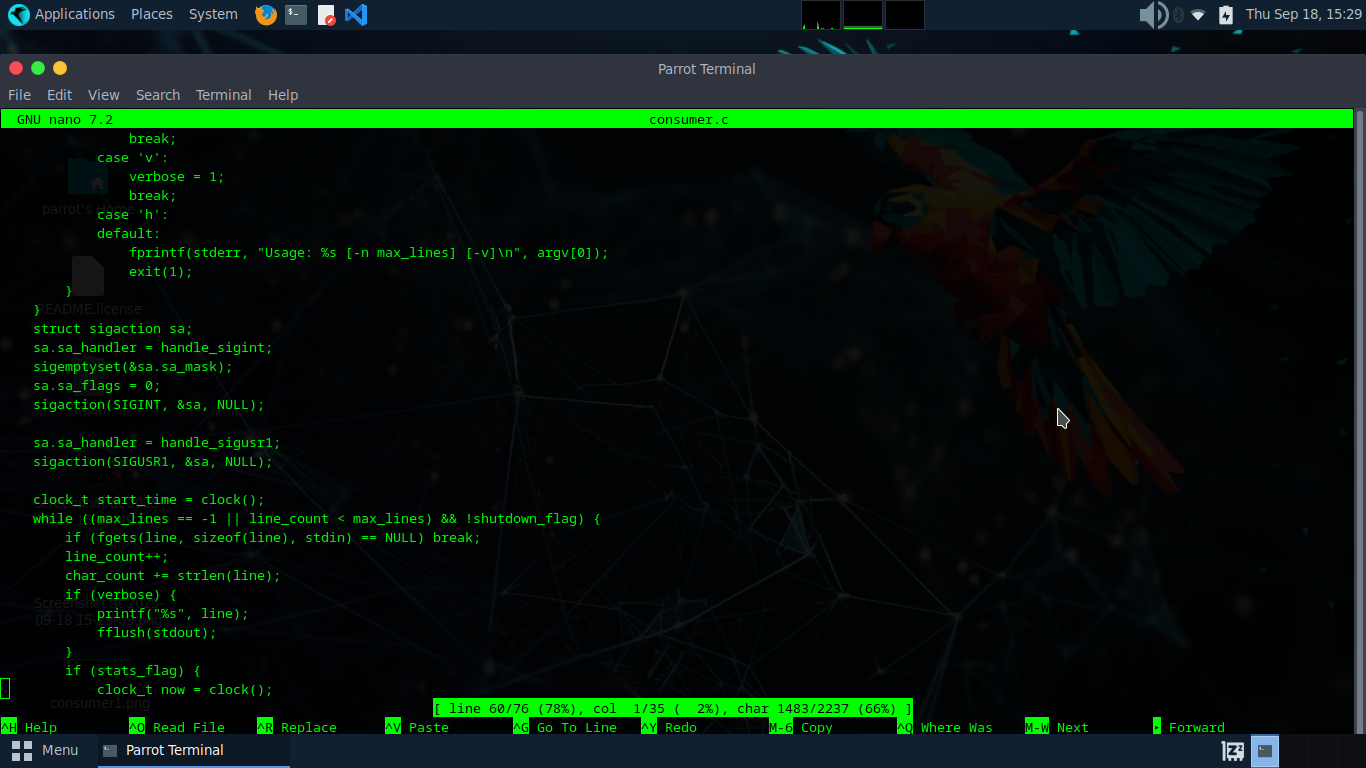 Applications Places System Thu Sep 18, 15:29
Parrot Terminal
File Edit View Search Terminal Help
GNU nano 7.2 consumer.c
                break;
            case 'v':
                verbose = 1;
                break;
            case 'h':
            default:
                fprintf(stderr, "Usage: %s [-n max_lines] [-v]\n", argv[0]);
                exit(1);
        }
    }
    struct sigaction sa;
    sa.sa_handler = handle_sigint;
    sigemptyset(&sa.sa_mask);
    sa.sa_flags = 0;
    sigaction(SIGINT, &sa, NULL);

    sa.sa_handler = handle_sigusr1;
    sigaction(SIGUSR1, &sa, NULL);

    clock_t start_time = clock();
    while ((max_lines == -1 || line_count < max_lines) && !shutdown_flag) {
        if (fgets(line, sizeof(line), stdin) == NULL) break;
        line_count++;
        char_count += strlen(line);
        if (verbose) {
            printf("%s", line);
            fflush(stdout);
        }
        if (stats_flag) {
            clock_t now = clock();
[ line 60/76 (78%), col 1/35 ( 2%), char 1483/2237 (66%) ]
^H Help ^O Read File ^R Replace ^V Paste ^G Go To Line ^Y Redo M-6 Copy ^Q Where Was M-W Next ▸ Forward
parrot's Home
README.license
consumer1.png
Menu Parrot Terminal